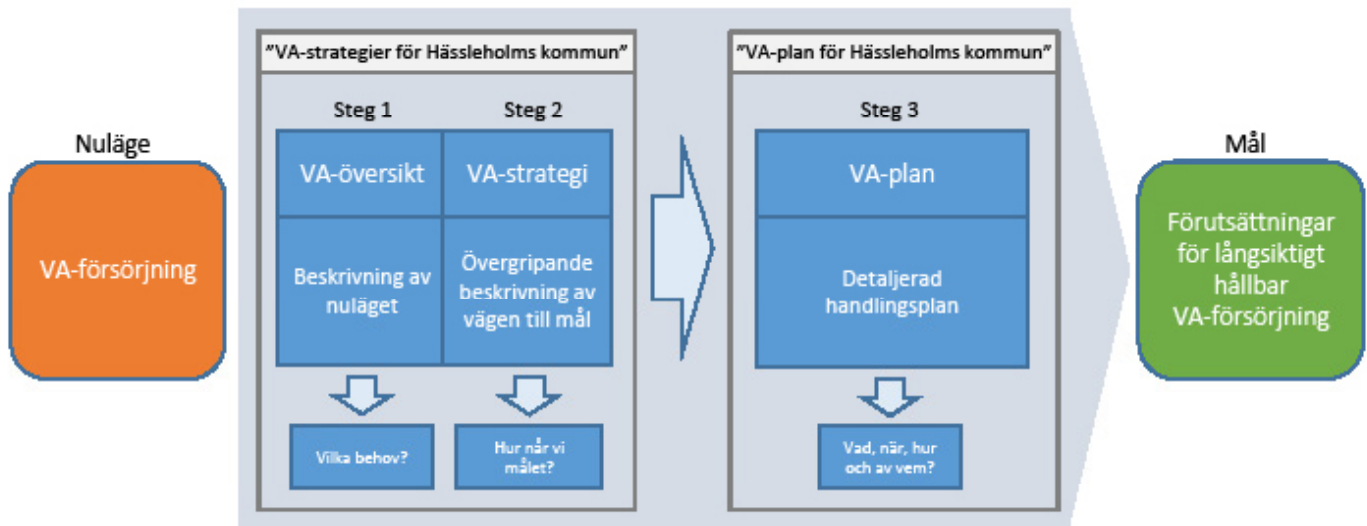 Nuläge
VA-försörjning
”VA-strategier för Hässleholms kommun”
Steg 1
VA-översikt
Beskrivning av
nuläget
Vilka behov?
Steg 2
VA-strategi
Övergripande
beskrivning av
vägen till mål
Hur når vi
målet?
”VA-plan för Hässleholms kommun”
Steg 3
VA-plan
Detaljerad
handlingsplan
Vad, när, hur
och av vem?
Mål
Förutsättningar
för långsiktigt
hållbar
VA-försörjning